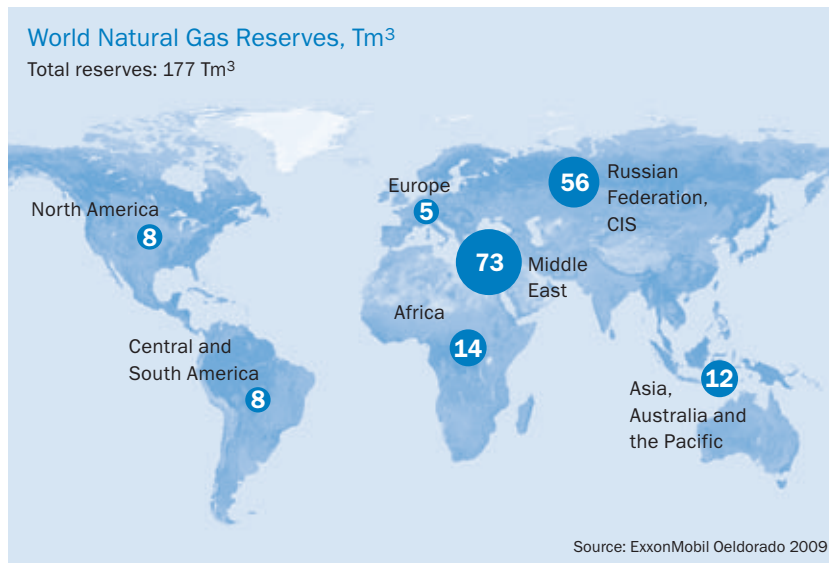 World Natural Gas Reserves, Tm³
Total reserves: 177 Tm³
North America
8
Europe
5
56
Russian
Federation,
CIS
73
Middle
East
Africa
14
Central and
South America
8
12
Asia,
Australia and
the Pacific
Source: ExxonMobil Oeldorado 2009